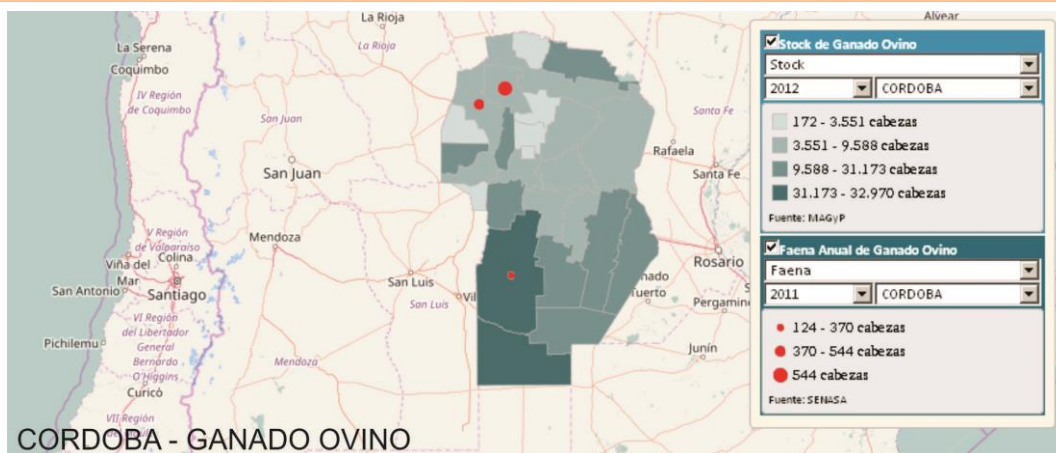 La Rioja
La Rioja
La Serena
Coquimbo
IV Región
de Coquimbo
San Juan
San Juan
Santa Fe
Rafaela
Santa Fe
V Región
de Valparaíso
Colina
Viña del
Mar
San Antonio
Santiago
Mendoza
San Luis
San Luis
Vil
Rosario
nado
uerto
Pergamin
VI Región
del Libertador
General
Bernardo
O'Higgins
Pichilemu
Curicó
Mendoza
Junín
VII Región
CORDOBA - GANADO OVINO
Alvear
Stock de Ganado Ovino
Stock
2012 CORDOBA
172 - 3.551 cabezas
3.551 - 9.588 cabezas
9.588 - 31.173 cabezas
31.173 - 32.970 cabezas
Fuente: MAGyP
Faena Anual de Ganado Ovino
Faena
2011 CORDOBA
124 - 370 cabezas
370 - 544 cabezas
544 cabezas
Fuente: SENASA